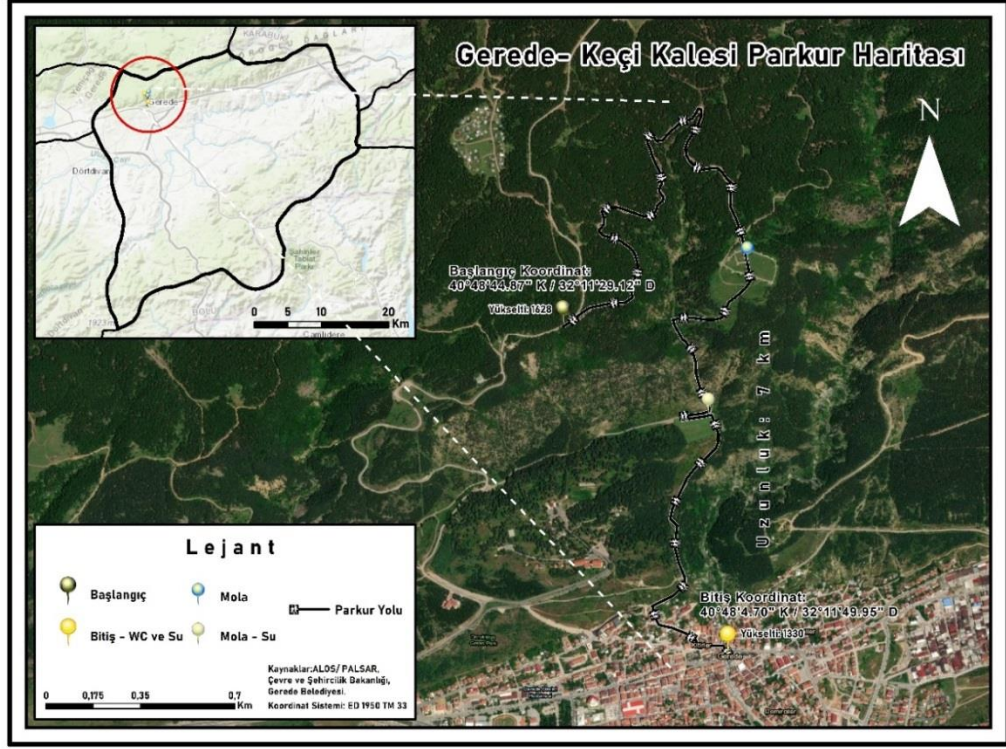 Gerede- Keçi Kalesi Parkur Haritası
N
KARABÜK
Gerede
Dörtdivan
Çamlıdere
0 5 10 20
Km
Başlangıç Koordinat:
40°48'44.87" K / 32°11'29.12" D
Yükselti: 1628
Uzunluk: 7 km
Bitiş Koordinat:
40°48'4.70" K / 32°11'49.95" D
Yükselti: 1330
Lejant
Başlangıç
Mola
Parkur Yolu
Bitiş - WC ve Su
Mola - Su
Kaynaklar:ALOS/ PALSAR,
Çevre ve Şehircilik Bakanlığı,
Gerede Belediyesi.
Koordinat Sistemi: ED 1950 TM 33
0 0,175 0,35 0,7
Km